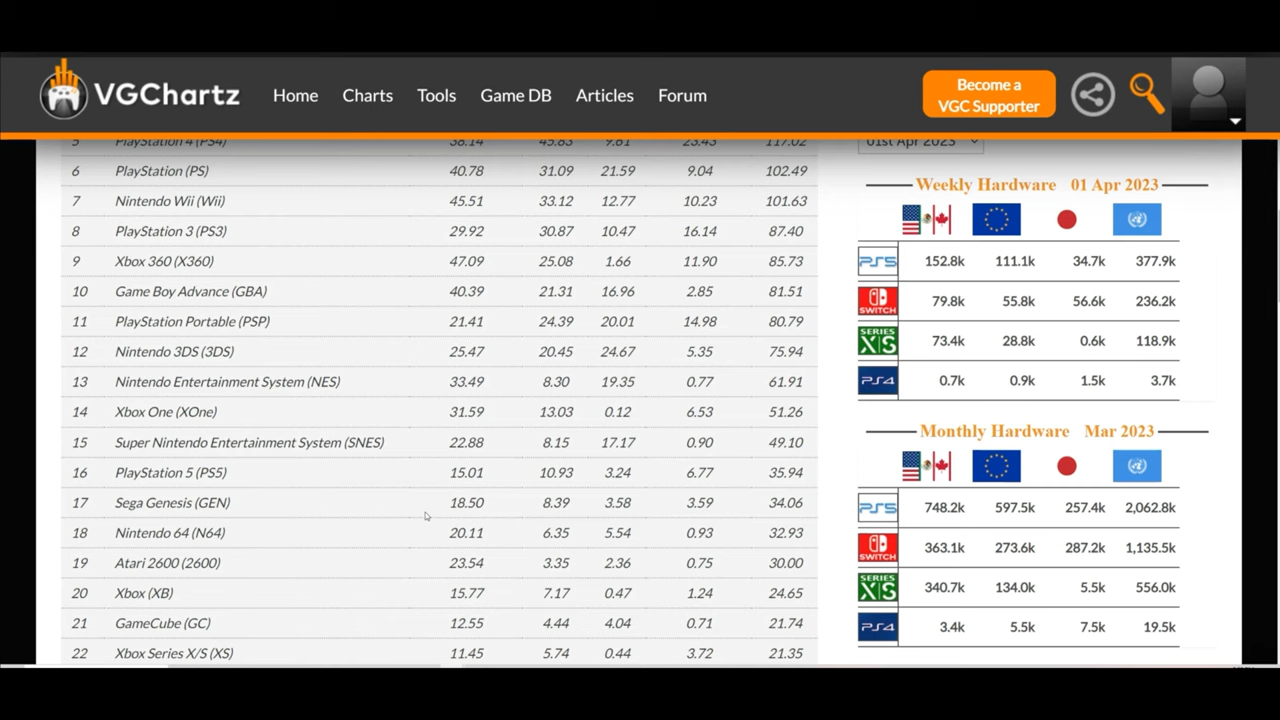 VGChartz Home Charts Tools Game DB Articles Forum Become a VGC Supporter
5 PlayStation 4 (PS4) 38.14 45.83 9.61 23.43 117.02
6 PlayStation (PS) 40.78 31.09 21.59 9.04 102.49
7 Nintendo Wii (Wii) 45.51 33.12 12.77 10.23 101.63
8 PlayStation 3 (PS3) 29.92 30.87 10.47 16.14 87.40
9 Xbox 360 (X360) 47.09 25.08 1.66 11.90 85.73
10 Game Boy Advance (GBA) 40.39 21.31 16.96 2.85 81.51
11 PlayStation Portable (PSP) 21.41 24.39 20.01 14.98 80.79
12 Nintendo 3DS (3DS) 25.47 20.45 24.67 5.35 75.94
13 Nintendo Entertainment System (NES) 33.49 8.30 19.35 0.77 61.91
14 Xbox One (XOne) 31.59 13.03 0.12 6.53 51.26
15 Super Nintendo Entertainment System (SNES) 22.88 8.15 17.17 0.90 49.10
16 PlayStation 5 (PS5) 15.01 10.93 3.24 6.77 35.94
17 Sega Genesis (GEN) 18.50 8.39 3.58 3.59 34.06
18 Nintendo 64 (N64) 20.11 6.35 5.54 0.93 32.93
19 Atari 2600 (2600) 23.54 3.35 2.36 0.75 30.00
20 Xbox (XB) 15.77 7.17 0.47 1.24 24.65
21 GameCube (GC) 12.55 4.44 4.04 0.71 21.74
22 Xbox Series X/S (XS) 11.45 5.74 0.44 3.72 21.35
01st Apr 2023
Weekly Hardware 01 Apr 2023
PS5 152.8k 111.1k 34.7k 377.9k
SWITCH 79.8k 55.8k 56.6k 236.2k
SERIES X|S 73.4k 28.8k 0.6k 118.9k
PS4 0.7k 0.9k 1.5k 3.7k
Monthly Hardware Mar 2023
PS5 748.2k 597.5k 257.4k 2,062.8k
SWITCH 363.1k 273.6k 287.2k 1,135.5k
SERIES X|S 340.7k 134.0k 5.5k 556.0k
PS4 3.4k 5.5k 7.5k 19.5k